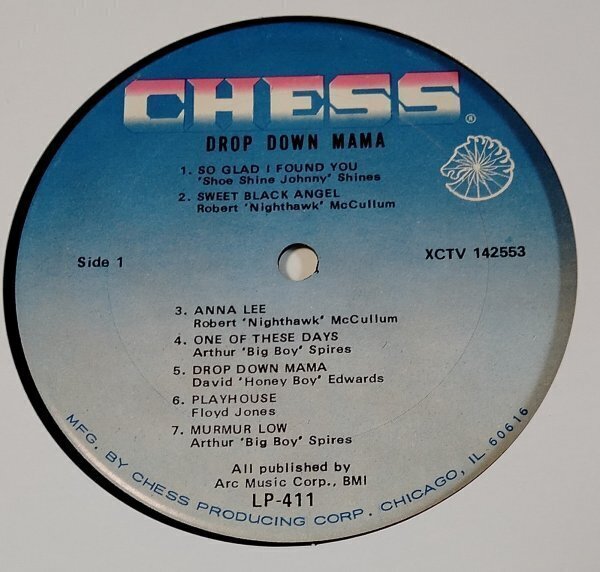 CHESS®
DROP DOWN MAMA
1. SO GLAD I FOUND YOU
'Shoe Shine Johnny' Shines
2. SWEET BLACK ANGEL
Robert 'Nighthawk' McCullum
Side 1
XCTV 142553
3. ANNA LEE
Robert 'Nighthawk' McCullum
4. ONE OF THESE DAYS
Arthur 'Big Boy' Spires
5. DROP DOWN MAMA
David 'Honey Boy' Edwards
6. PLAYHOUSE
Floyd Jones
7. MURMUR LOW
Arthur 'Big Boy' Spires
All published by
Arc Music Corp., BMI
LP-411
MFG. BY CHESS PRODUCING CORP. CHICAGO, IL 60616